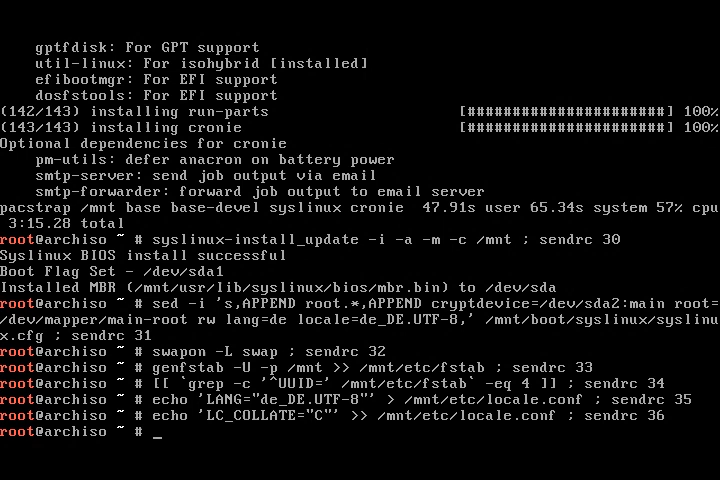 gptfdisk: For GPT support
    util-linux: For isohybrid [installed]
    efibootmgr: For EFI support
    dosfstools: For EFI support
(142/143) installing run-parts                      [######################] 100%
(143/143) installing cronie                         [######################] 100%
Optional dependencies for cronie
    pm-utils: defer anacron on battery power
    smtp-server: send job output via email
    smtp-forwarder: forward job output to email server
pacstrap /mnt base base-devel syslinux cronie  47.91s user 65.34s system 57% cpu
 3:15.28 total
root@archiso ~ # syslinux-install_update -i -a -m -c /mnt ; sendrc 30
Syslinux BIOS install successful
Boot Flag Set - /dev/sda1
Installed MBR (/mnt/usr/lib/syslinux/bios/mbr.bin) to /dev/sda
root@archiso ~ # sed -i 's,APPEND root.*,APPEND cryptdevice=/dev/sda2:main root=
/dev/mapper/main-root rw lang=de locale=de_DE.UTF-8,' /mnt/boot/syslinux/syslinu
x.cfg ; sendrc 31
root@archiso ~ # swapon -L swap ; sendrc 32
root@archiso ~ # genfstab -U -p /mnt >> /mnt/etc/fstab ; sendrc 33
root@archiso ~ # [[ `grep -c '^UUID=' /mnt/etc/fstab` -eq 4 ]] ; sendrc 34
root@archiso ~ # echo 'LANG="de_DE.UTF-8"' > /mnt/etc/locale.conf ; sendrc 35
root@archiso ~ # echo 'LC_COLLATE="C"' >> /mnt/etc/locale.conf ; sendrc 36
root@archiso ~ # _